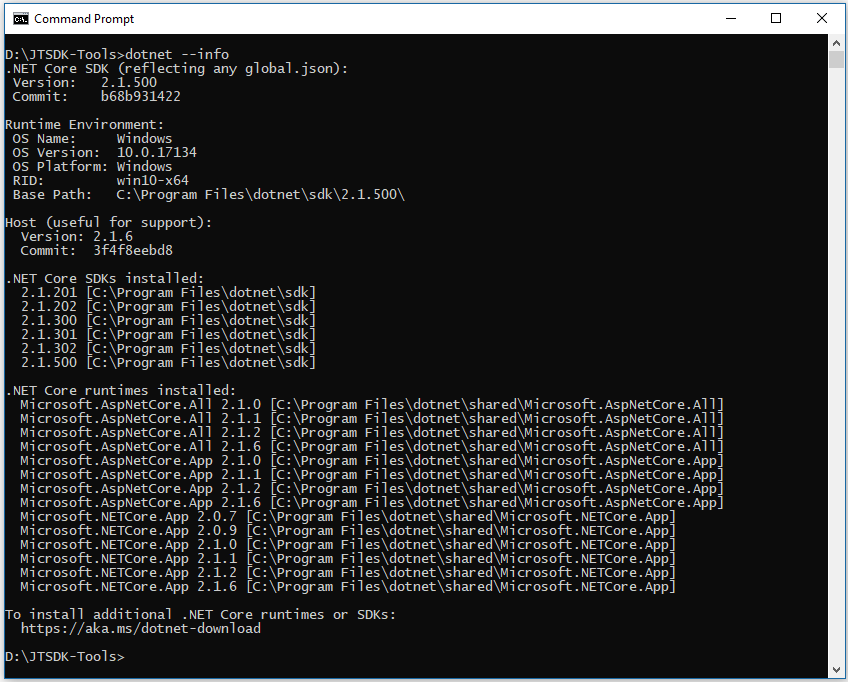 Command Prompt
D:\JTSDK-Tools>dotnet --info
.NET Core SDK (reflecting any global.json):
 Version:   2.1.500
 Commit:    b68b931422

Runtime Environment:
 OS Name:     Windows
 OS Version:  10.0.17134
 OS Platform: Windows
 RID:         win10-x64
 Base Path:   C:\Program Files\dotnet\sdk\2.1.500\

Host (useful for support):
  Version: 2.1.6
  Commit:  3f4f8eebd8

.NET Core SDKs installed:
  2.1.201 [C:\Program Files\dotnet\sdk]
  2.1.202 [C:\Program Files\dotnet\sdk]
  2.1.300 [C:\Program Files\dotnet\sdk]
  2.1.301 [C:\Program Files\dotnet\sdk]
  2.1.302 [C:\Program Files\dotnet\sdk]
  2.1.500 [C:\Program Files\dotnet\sdk]

.NET Core runtimes installed:
  Microsoft.AspNetCore.All 2.1.0 [C:\Program Files\dotnet\shared\Microsoft.AspNetCore.All]
  Microsoft.AspNetCore.All 2.1.1 [C:\Program Files\dotnet\shared\Microsoft.AspNetCore.All]
  Microsoft.AspNetCore.All 2.1.2 [C:\Program Files\dotnet\shared\Microsoft.AspNetCore.All]
  Microsoft.AspNetCore.All 2.1.6 [C:\Program Files\dotnet\shared\Microsoft.AspNetCore.All]
  Microsoft.AspNetCore.App 2.1.0 [C:\Program Files\dotnet\shared\Microsoft.AspNetCore.App]
  Microsoft.AspNetCore.App 2.1.1 [C:\Program Files\dotnet\shared\Microsoft.AspNetCore.App]
  Microsoft.AspNetCore.App 2.1.2 [C:\Program Files\dotnet\shared\Microsoft.AspNetCore.App]
  Microsoft.AspNetCore.App 2.1.6 [C:\Program Files\dotnet\shared\Microsoft.AspNetCore.App]
  Microsoft.NETCore.App 2.0.7 [C:\Program Files\dotnet\shared\Microsoft.NETCore.App]
  Microsoft.NETCore.App 2.0.9 [C:\Program Files\dotnet\shared\Microsoft.NETCore.App]
  Microsoft.NETCore.App 2.1.0 [C:\Program Files\dotnet\shared\Microsoft.NETCore.App]
  Microsoft.NETCore.App 2.1.1 [C:\Program Files\dotnet\shared\Microsoft.NETCore.App]
  Microsoft.NETCore.App 2.1.2 [C:\Program Files\dotnet\shared\Microsoft.NETCore.App]
  Microsoft.NETCore.App 2.1.6 [C:\Program Files\dotnet\shared\Microsoft.NETCore.App]

To install additional .NET Core runtimes or SDKs:
  https://aka.ms/dotnet-download

D:\JTSDK-Tools>